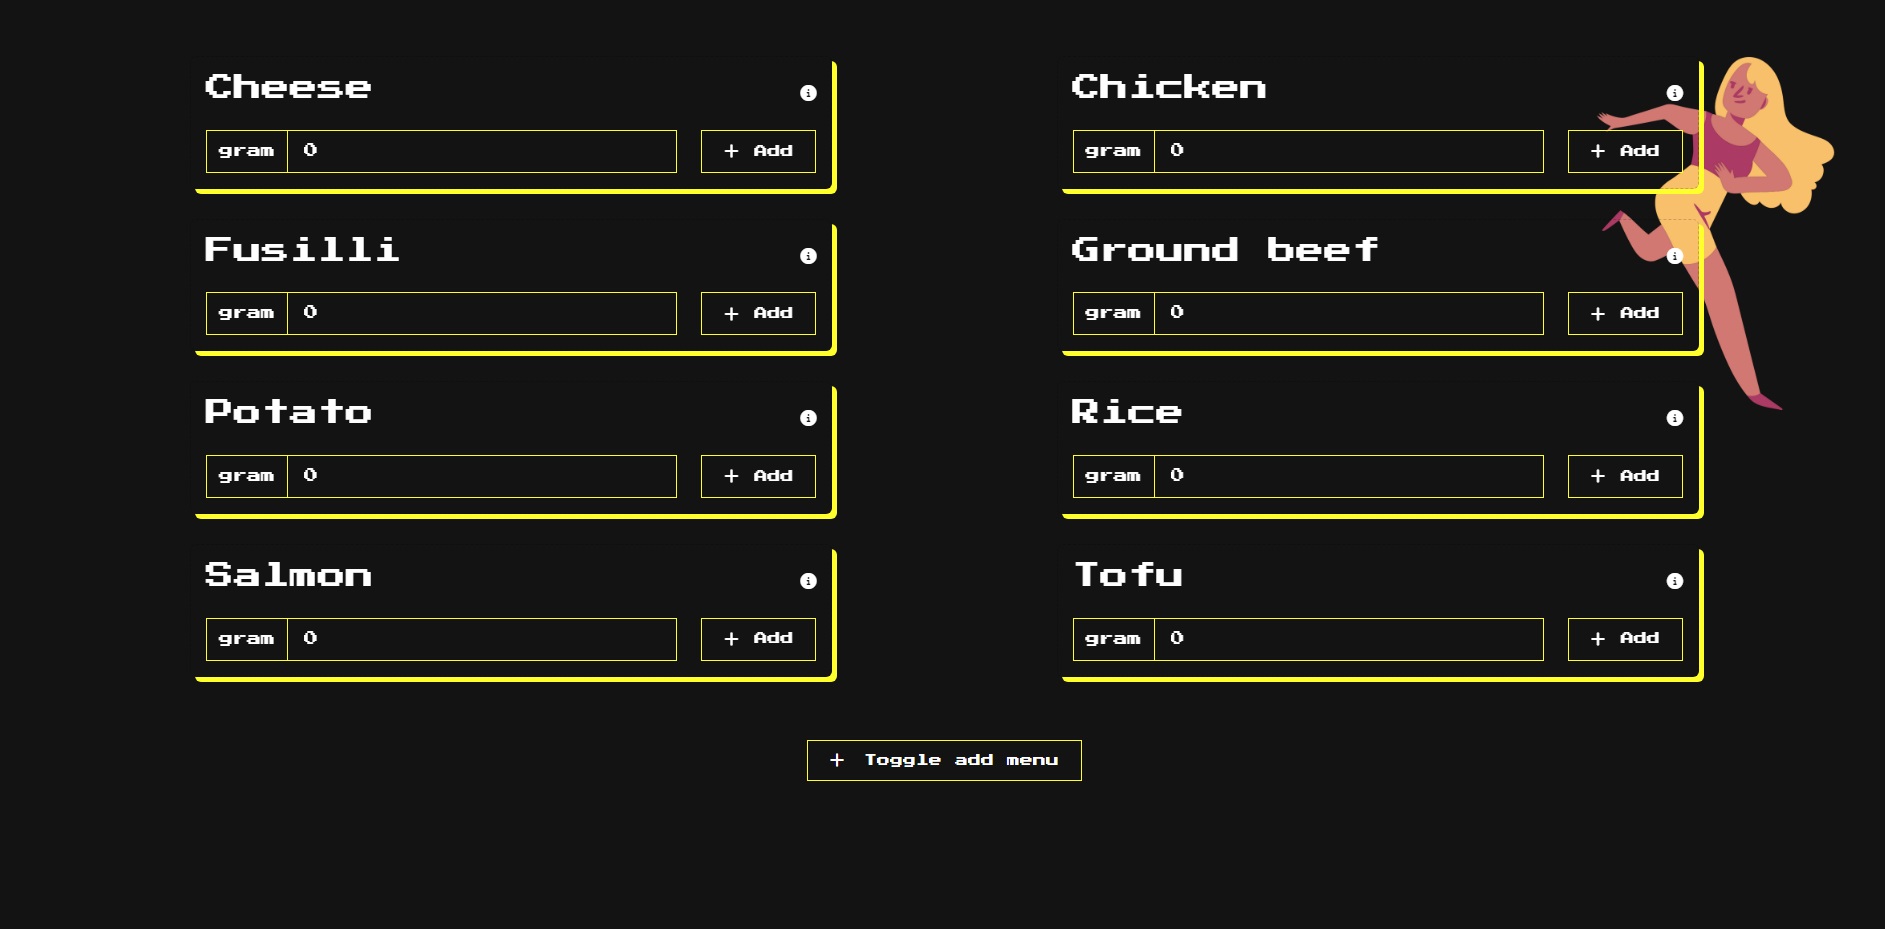 Cheese
gram 0 + Add
Chicken
gram 0 + Add
Fusilli
gram 0 + Add
Ground beef
gram 0 + Add
Potato
gram 0 + Add
Rice
gram 0 + Add
Salmon
gram 0 + Add
Tofu
gram 0 + Add
+ Toggle add menu